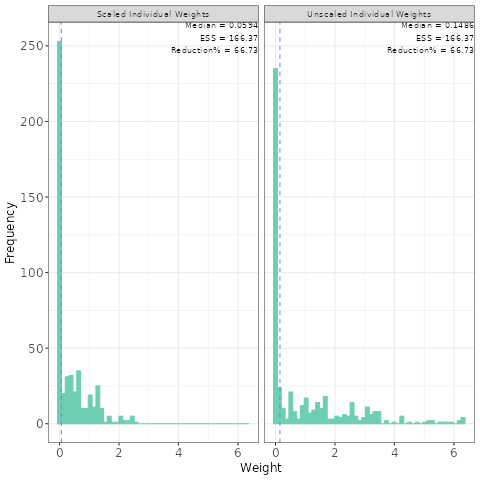 Scaled Individual Weights
Unscaled Individual Weights
Median = 0.0594
ESS = 166.37
Reduction% = 66.73
Median = 0.1486
ESS = 166.37
Reduction% = 66.73
250
200
150
100
50
0
Frequency
0 2 4 6
0 2 4 6
Weight